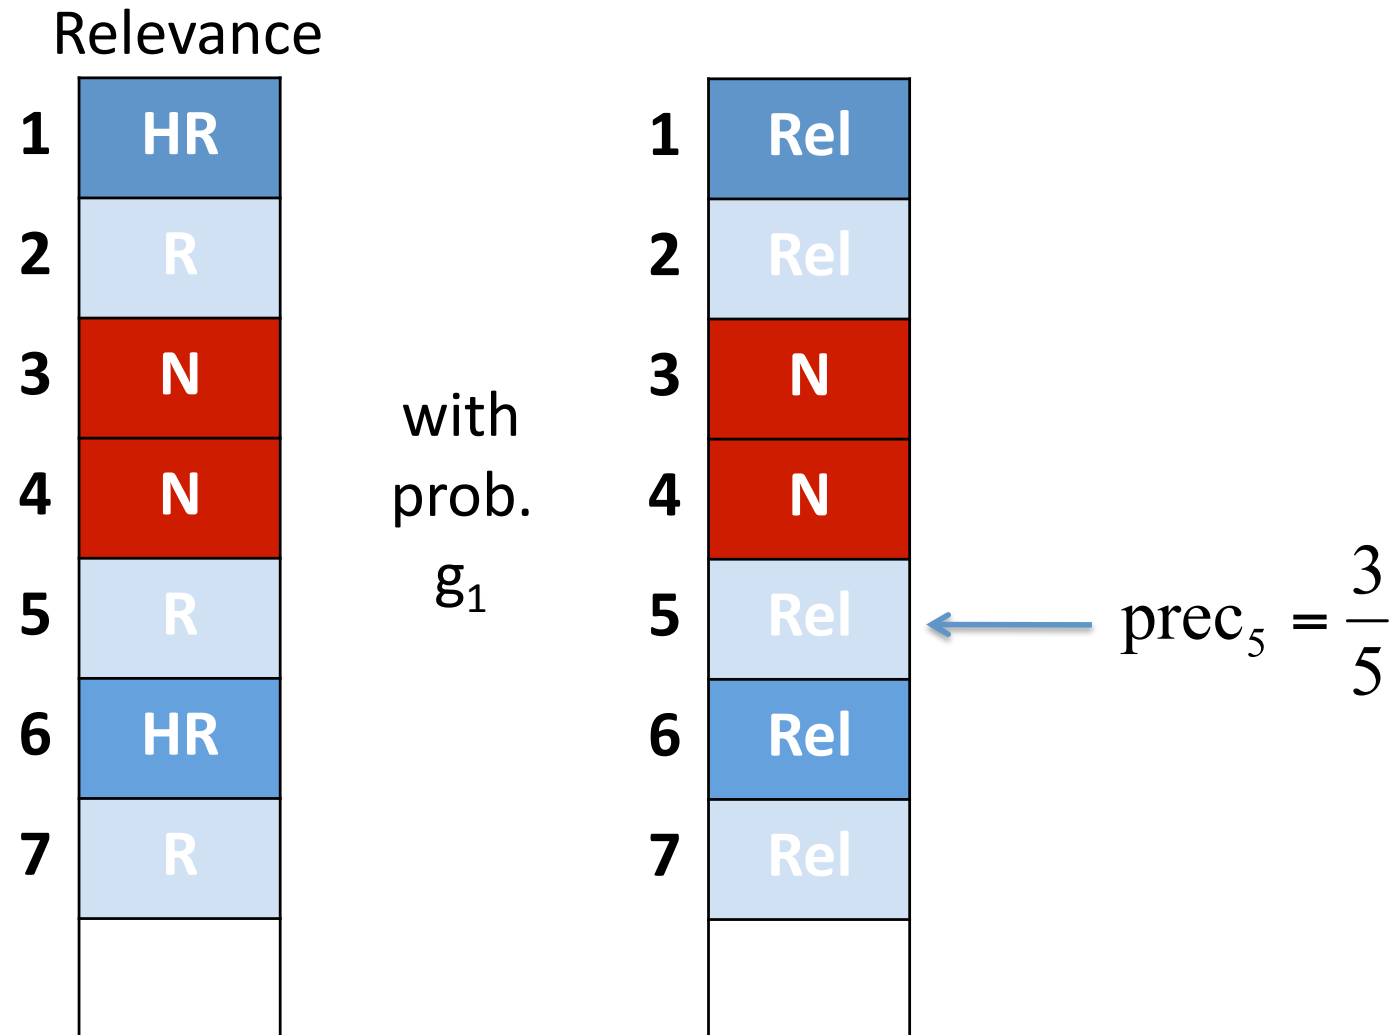 Relevance
1 HR 1 Rel
2 R 2 Rel
3 N 3 N
with
4 N prob. 4 N
g₁
5 R 5 Rel prec₅ = 3/5
6 HR 6 Rel
7 R 7 Rel